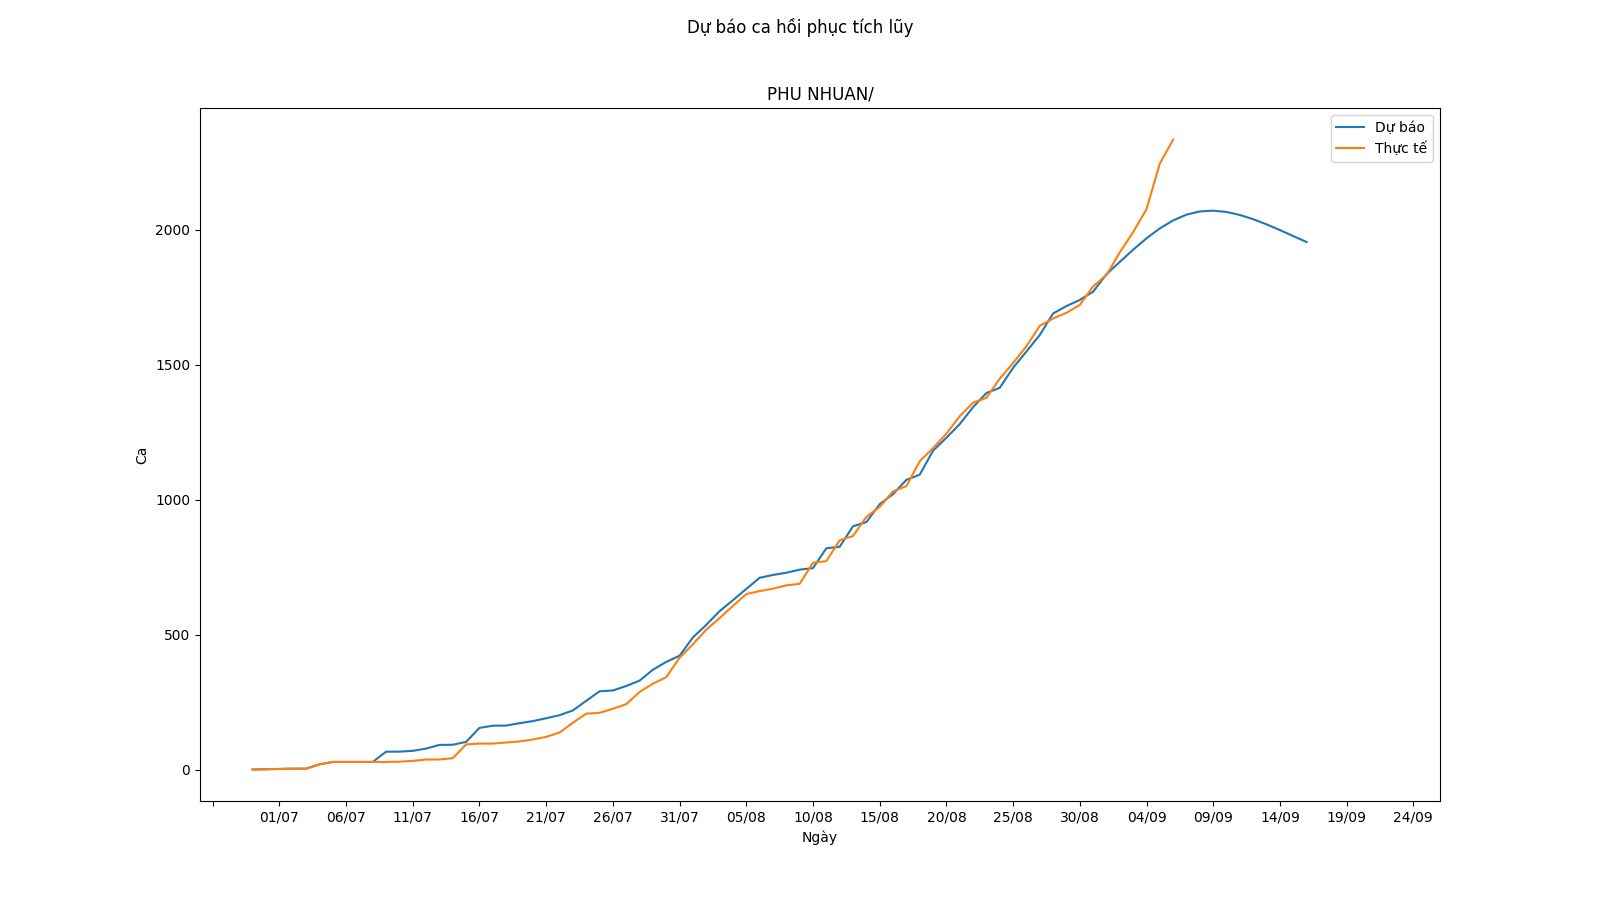 Dự báo ca hồi phục tích lũy
PHU NHUAN/
Dự báo
Thực tế
2000
1500
1000
500
0
Ca
01/07 06/07 11/07 16/07 21/07 26/07 31/07 05/08 10/08 15/08 20/08 25/08 30/08 04/09 09/09 14/09 19/09 24/09
Ngày